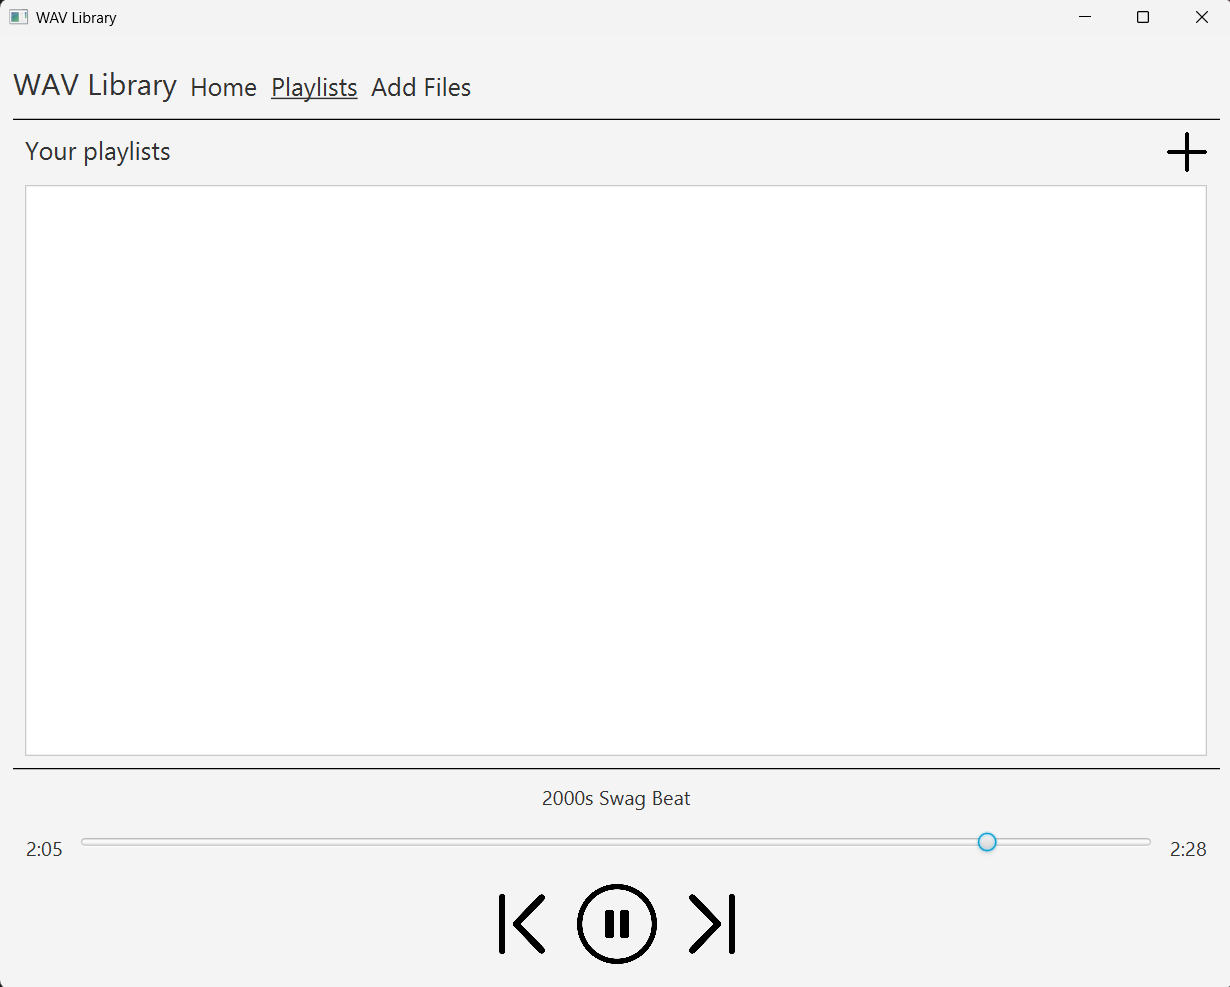 WAV Library
WAV Library Home Playlists Add Files
Your playlists
2000s Swag Beat
2:05 2:28